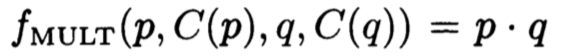 f_MULT(p, C(p), q, C(q)) = p · q